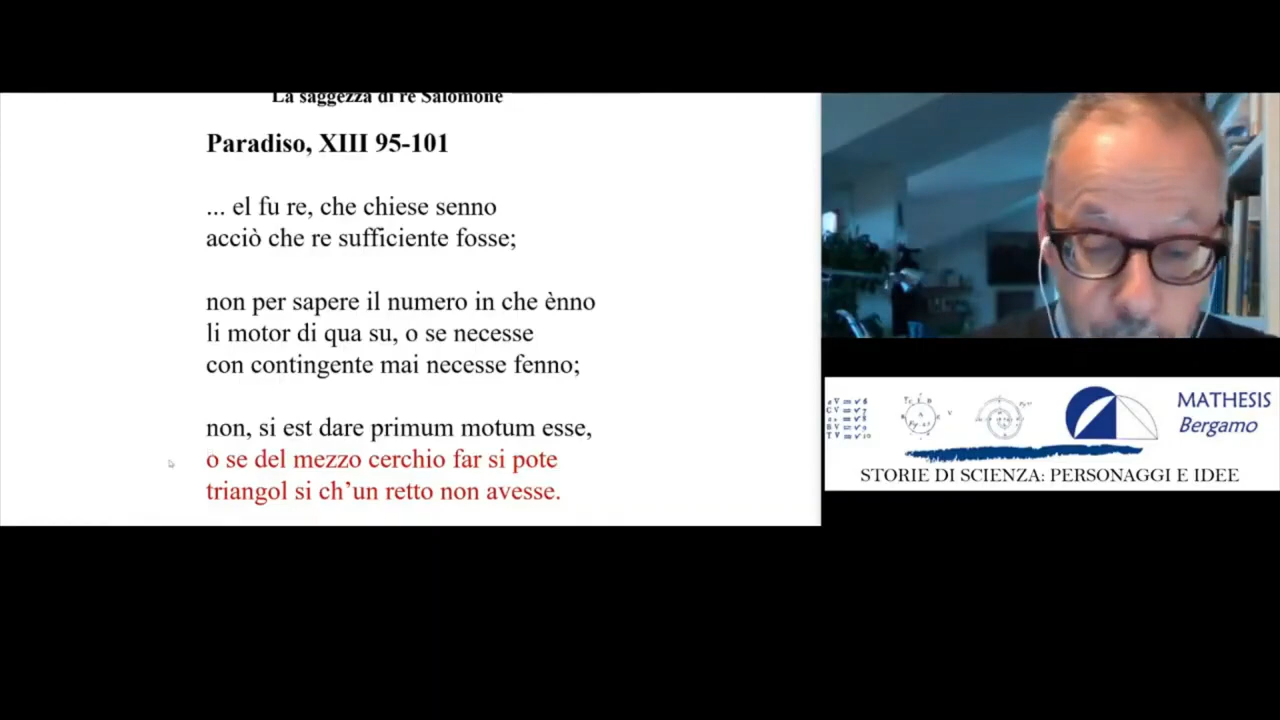 La saggezza di re Salomone
Paradiso, XIII 95-101
... el fu re, che chiese senno
acciò che re sufficiente fosse;
non per sapere il numero in che ènno
li motor di qua su, o se necesse
con contingente mai necesse fenno;
non, si est dare primum motum esse,
o se del mezzo cerchio far si pote
triangol si ch'un retto non avesse.
MATHESIS
Bergamo
STORIE DI SCIENZA: PERSONAGGI E IDEE